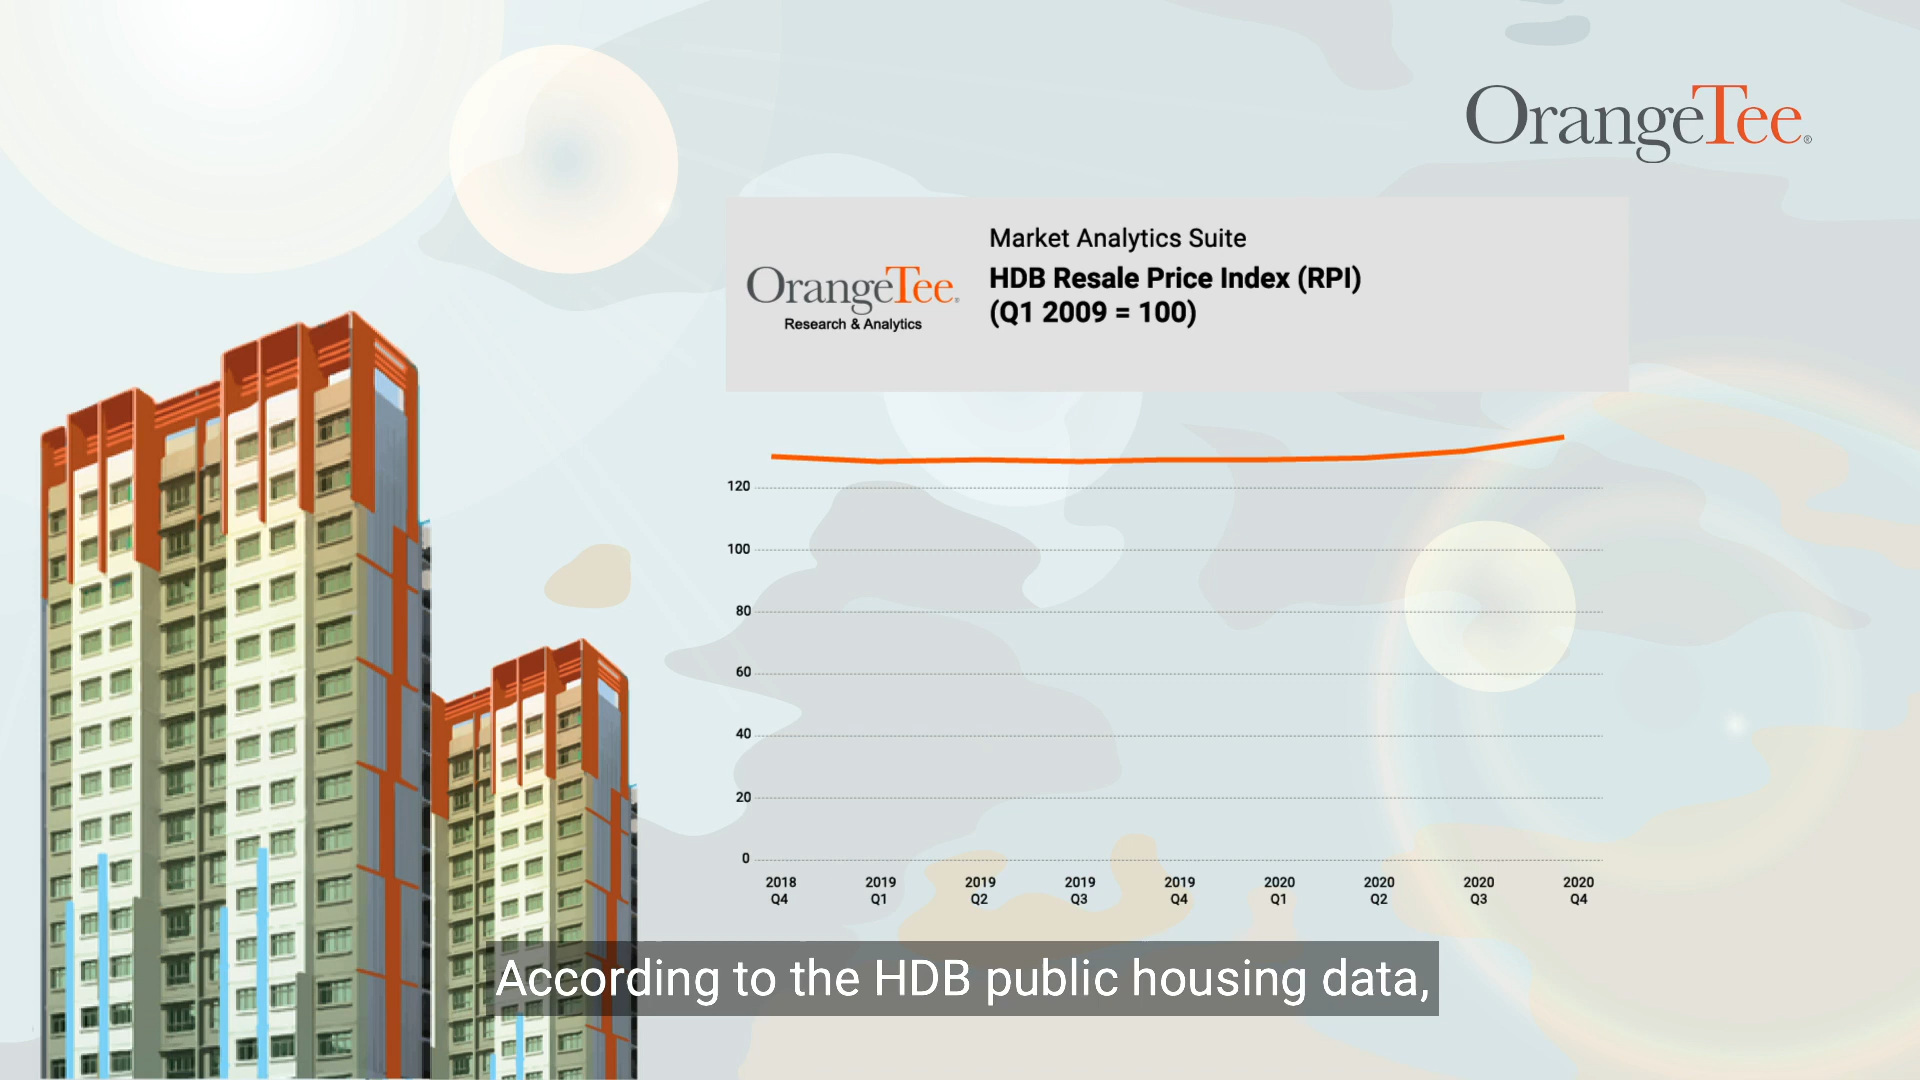 OrangeTee®
Market Analytics Suite
HDB Resale Price Index (RPI)
(Q1 2009 = 100)
OrangeTee®
Research & Analytics
120
100
80
60
40
20
0
2018 2019 2019 2019 2019 2020 2020 2020 2020
Q4 Q1 Q2 Q3 Q4 Q1 Q2 Q3 Q4
According to the HDB public housing data,